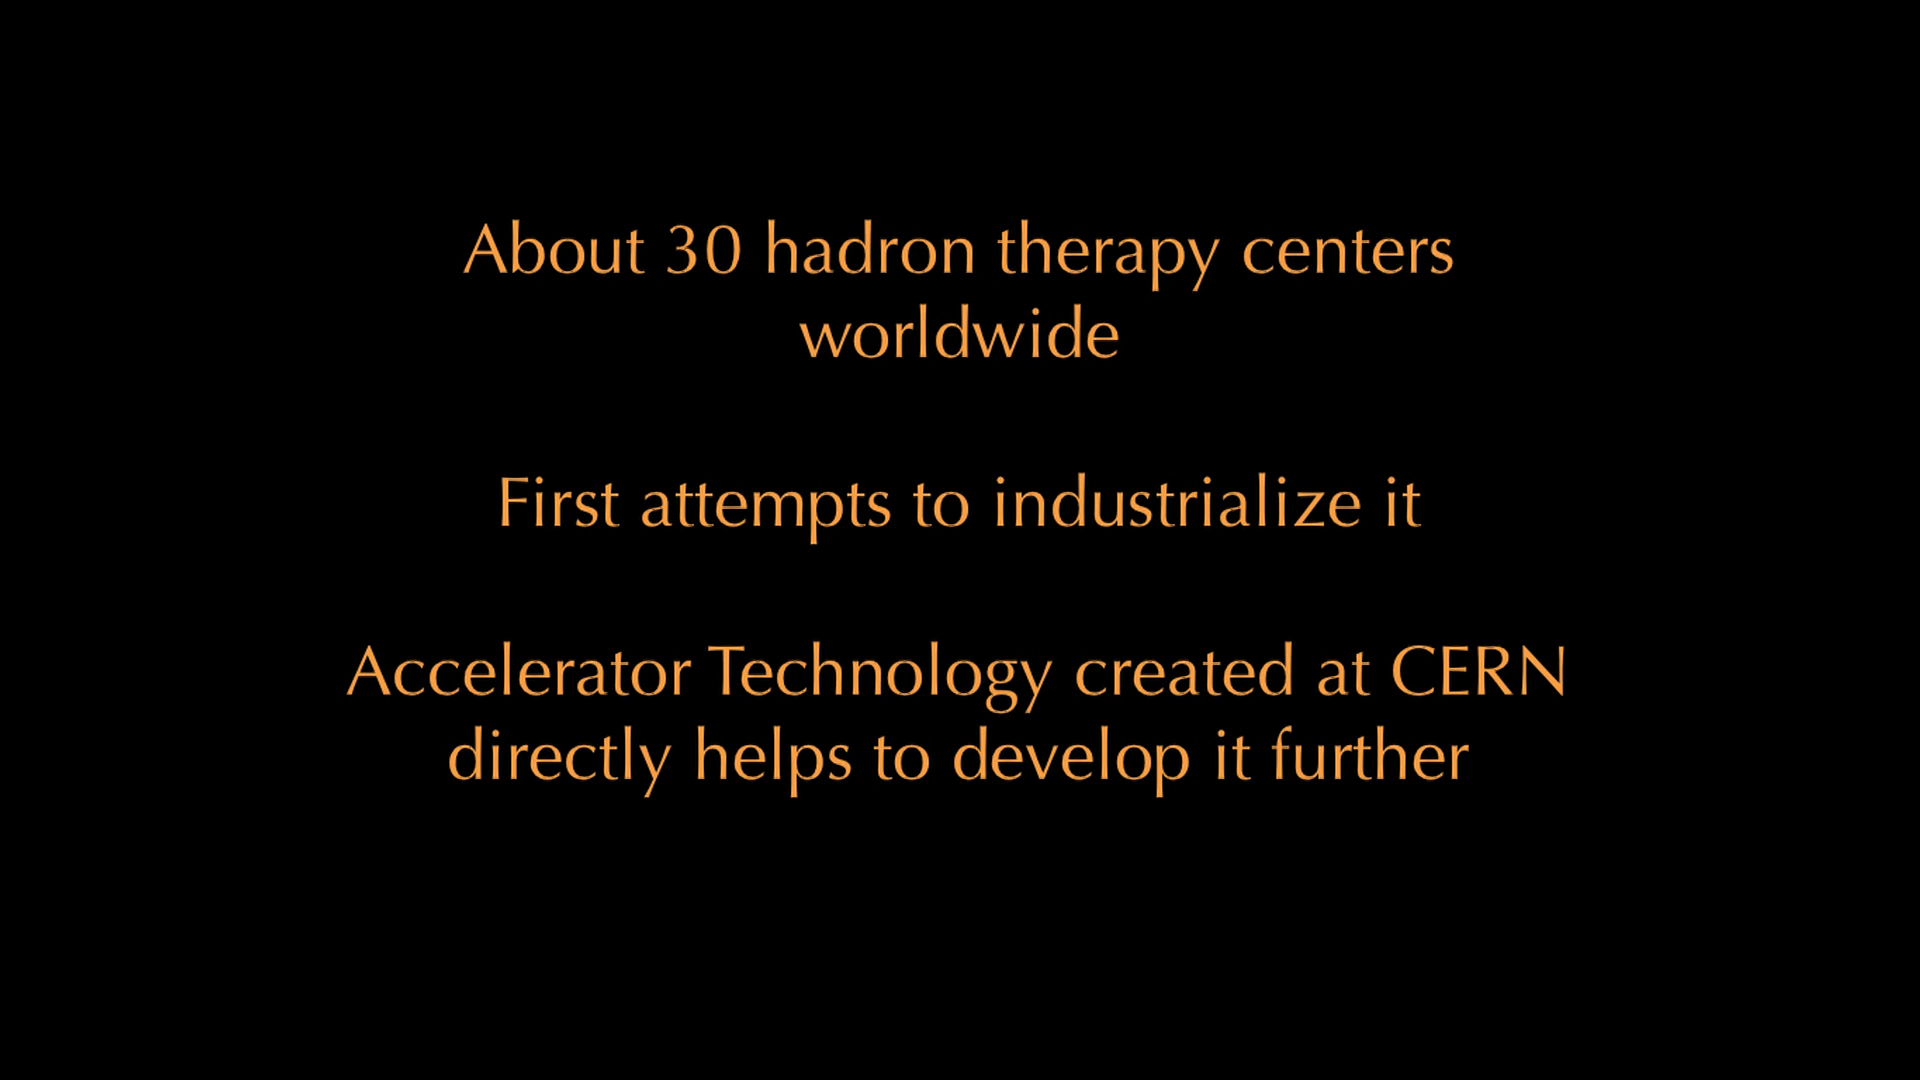 About 30 hadron therapy centers
worldwide
First attempts to industrialize it
Accelerator Technology created at CERN
directly helps to develop it further